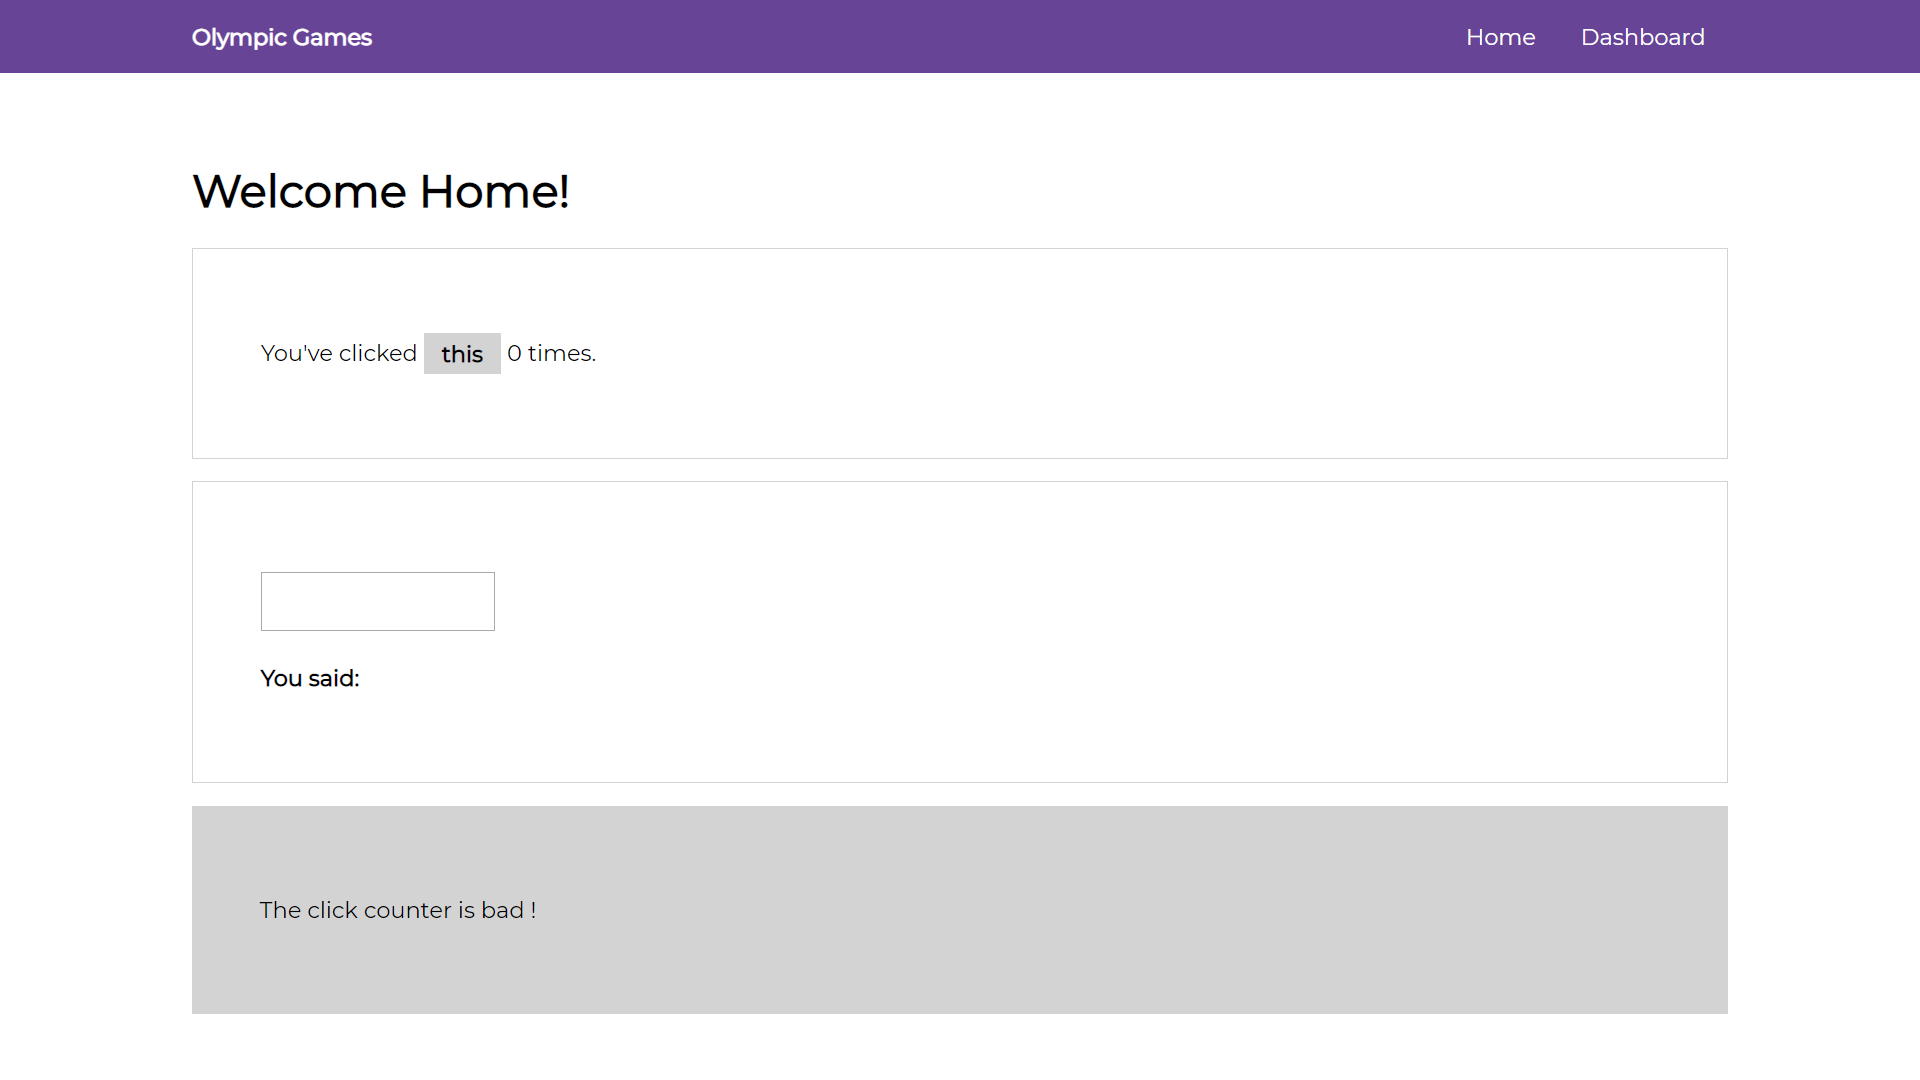 Olympic Games Home Dashboard
Welcome Home!
You've clicked this 0 times.
You said:
The click counter is bad !